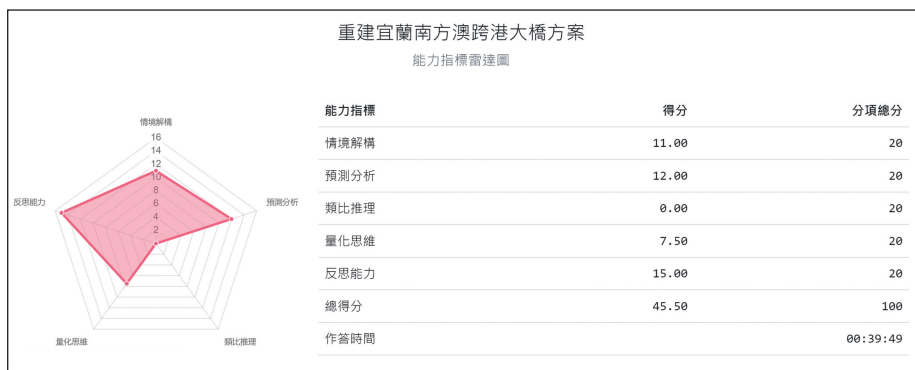 重建宜蘭南方澳跨港大橋方案
能力指標雷達圖
情境解構
16
14
12
10
8
6
4
2
反思能力
預測分析
量化思維
類比推理
能力指標 得分 分項總分
情境解構 11.00 20
預測分析 12.00 20
類比推理 0.00 20
量化思維 7.50 20
反思能力 15.00 20
總得分 45.50 100
作答時間 00:39:49